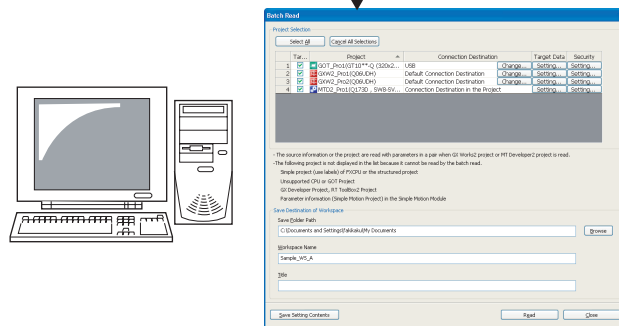 Batch Read
Project Selection
Select All
Cancel All Selections
Tar... Project Connection Destination Target Data Security
1 GOT_Pro1(GT10**-Q (320x2... USB Change... Setting... Setting...
2 GXW2_Pro1(Q06UDH) Default Connection Destination Change... Setting... Setting...
3 GXW2_Pro2(Q06UDH) Default Connection Destination Change... Setting... Setting...
4 MTD2_Pro1(Q173D , SW8-SV... Connection Destination in the Project Setting... Setting...
- The source information or the project are read with parameters in a pair when GX Works2 project or MT Developer2 project is read.
-The following project is not displayed in the list because it cannot be read by the batch read.
Simple project (use labels) of FXCPU or the structured project
Unsupported CPU or GOT Project
GX Developer Project, RT ToolBox2 Project
Parameter information (Simple Motion Project) in the Simple Motion Module
Save Destination of Workspace
Save Folder Path
C:\Documents and Settings\fakikaku\My Documents
Browse
Workspace Name
Sample_WS_A
Title
Save Setting Contents
Read
Close